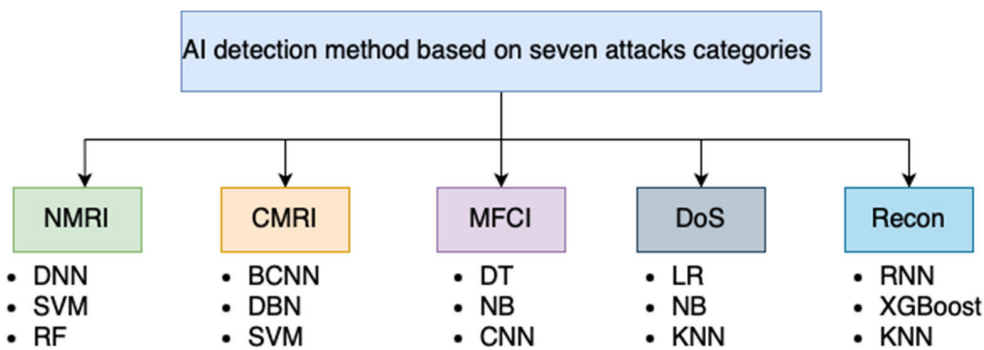 AI detection method based on seven attacks categories
NMRI
CMRI
MFCI
DoS
Recon
• DNN
• SVM
• RF
• BCNN
• DBN
• SVM
• DT
• NB
• CNN
• LR
• NB
• KNN
• RNN
• XGBoost
• KNN